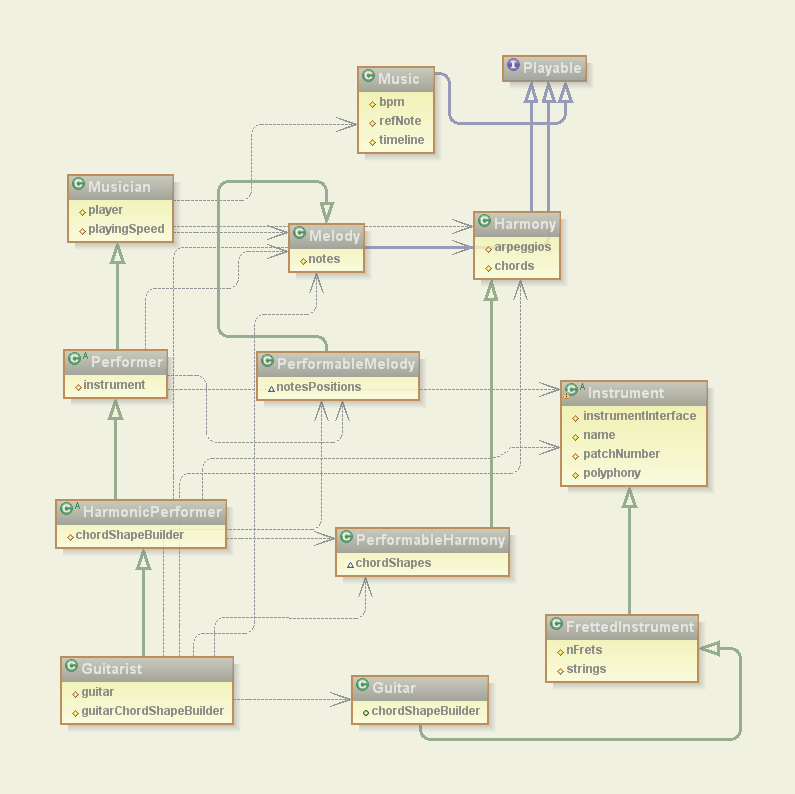 Playable
I
C Music
bpm
refNote
timeline
C Musician
player
playingSpeed
C Harmony
arpeggios
chords
C Melody
notes
C A Performer
instrument
C PerformableMelody
notesPositions
C A Instrument
instrumentInterface
name
patchNumber
polyphony
C A HarmonicPerformer
chordShapeBuilder
C PerformableHarmony
chordShapes
C FrettedInstrument
nFrets
strings
C Guitarist
guitar
guitarChordShapeBuilder
C Guitar
chordShapeBuilder